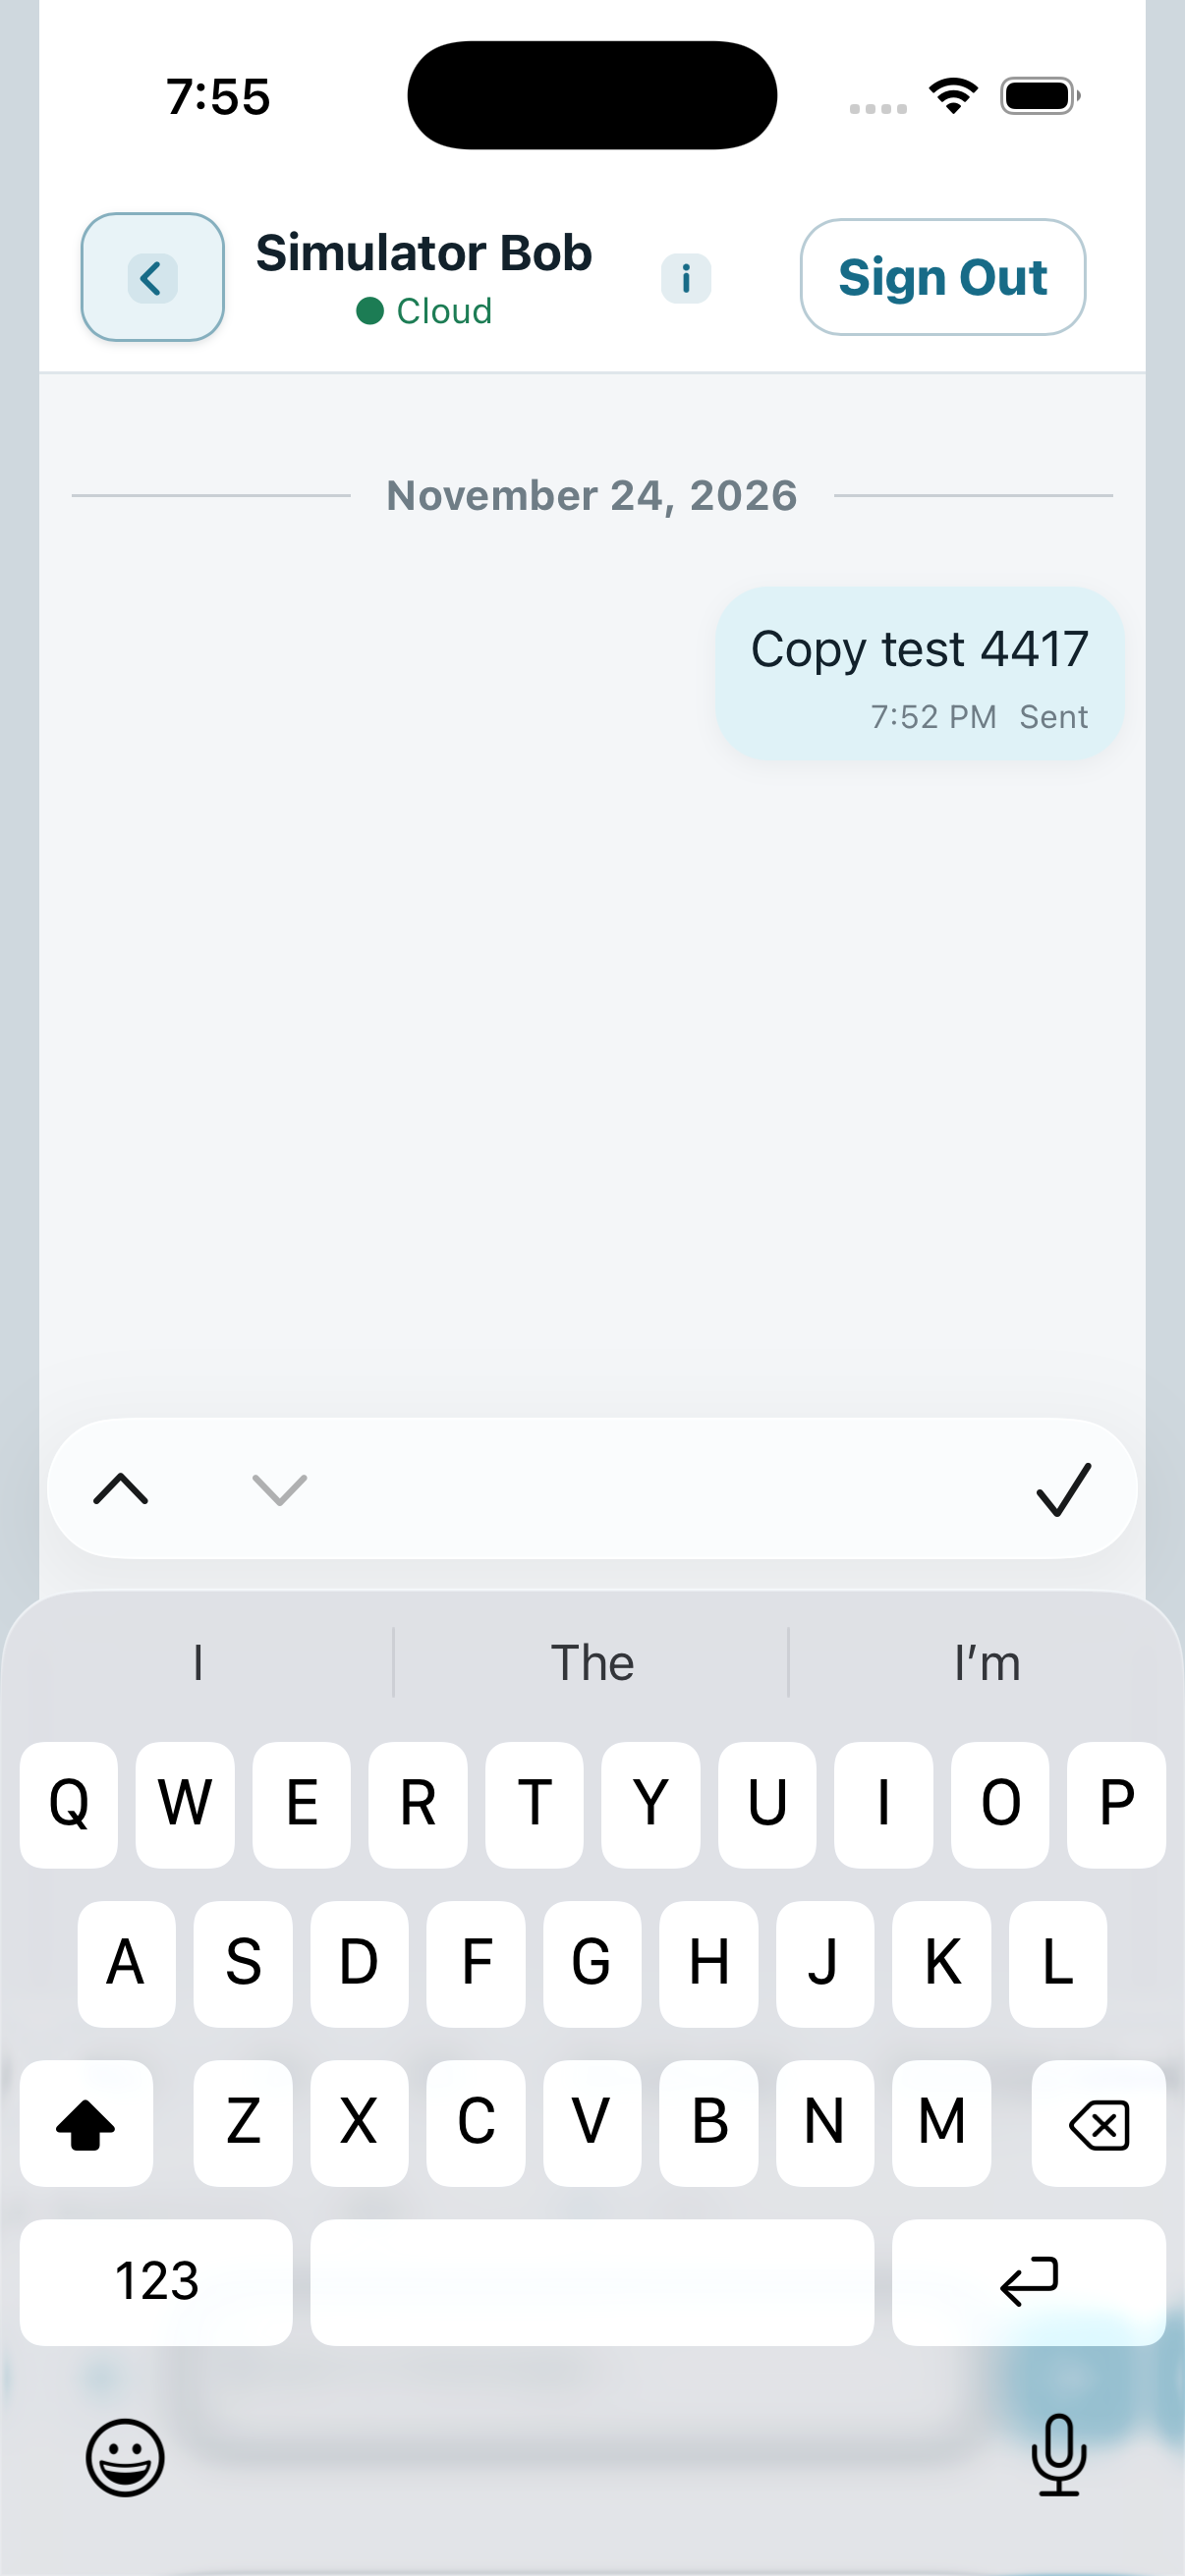 7:55
Simulator Bob
Cloud
i
Sign Out
November 24, 2026
Copy test 4417
7:52 PM Sent
I The I’m
Q W E R T Y U I O P
A S D F G H J K L
Z X C V B N M
123